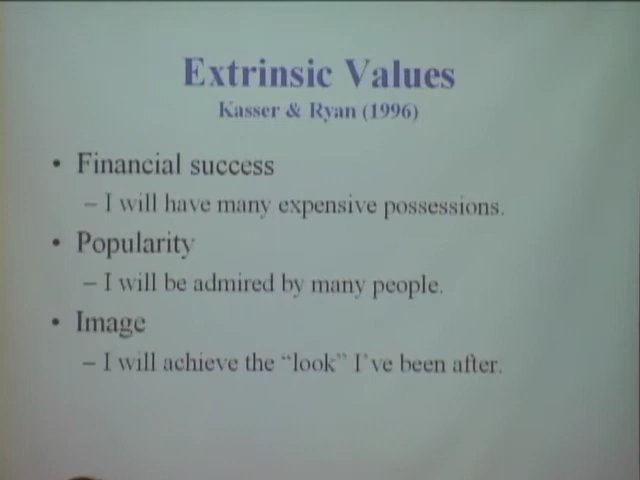 Extrinsic Values
Kasser & Ryan (1996)
• Financial success
– I will have many expensive possessions.
• Popularity
– I will be admired by many people.
• Image
– I will achieve the “look” I’ve been after.